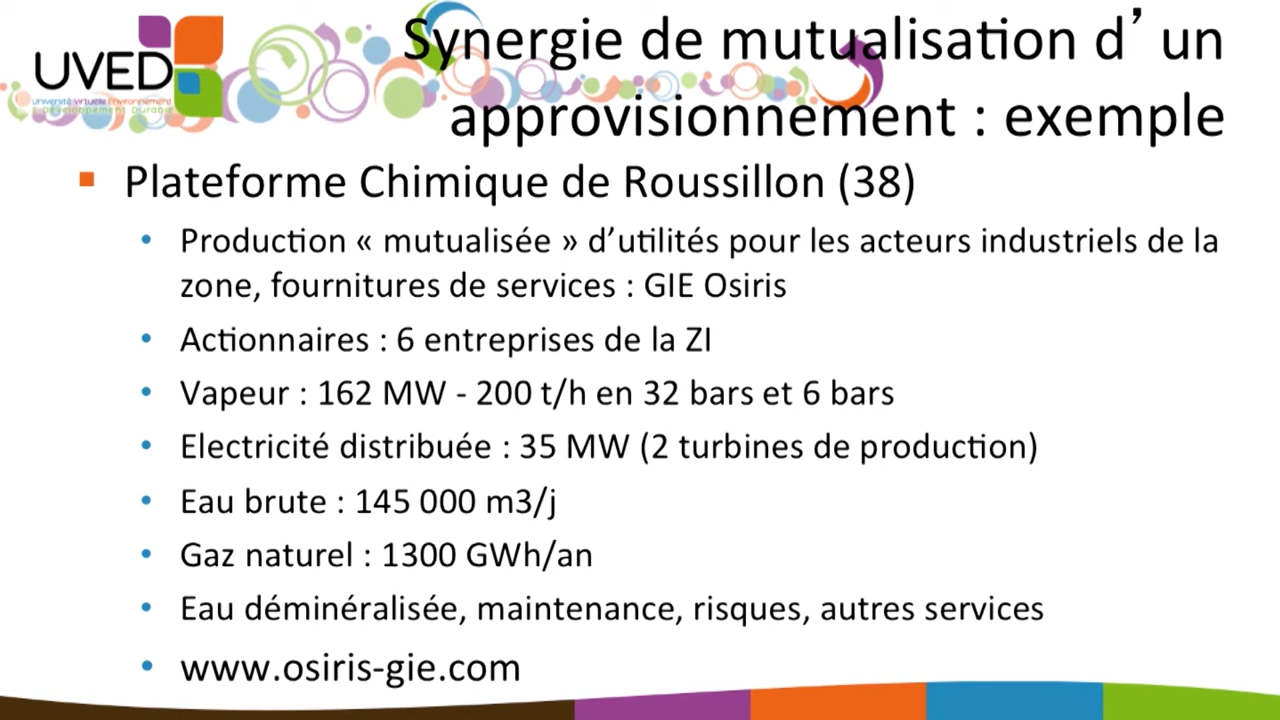 UVED
Université Virtuelle Environnement
& Développement Durable
Synergie de mutualisation d’un
approvisionnement : exemple
Plateforme Chimique de Roussillon (38)
Production « mutualisée » d’utilités pour les acteurs industriels de la
zone, fournitures de services : GIE Osiris
Actionnaires : 6 entreprises de la ZI
Vapeur : 162 MW - 200 t/h en 32 bars et 6 bars
Electricité distribuée : 35 MW (2 turbines de production)
Eau brute : 145 000 m3/j
Gaz naturel : 1300 GWh/an
Eau déminéralisée, maintenance, risques, autres services
www.osiris-gie.com